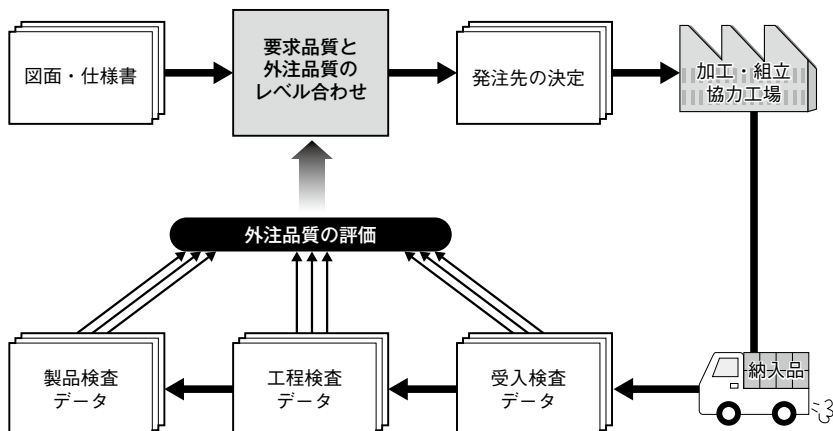 図面・仕様書
要求品質と
外注品質の
レベル合わせ
発注先の決定
加工・組立
協力工場
外注品質の評価
製品検査
データ
工程検査
データ
受入検査
データ
納入品